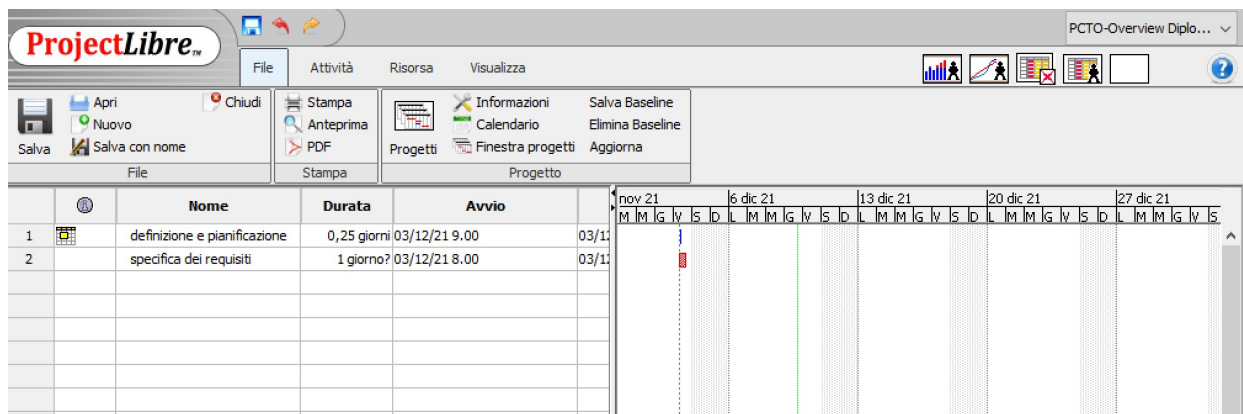 ProjectLibre TM
PCTO-Overview Diplo...
File Attività Risorsa Visualizza
Salva
Apri
Nuovo
Salva con nome
Chiudi
File
Stampa
Anteprima
PDF
Stampa
Progetti
Informazioni
Calendario
Finestra progetti
Salva Baseline
Elimina Baseline
Aggiorna
Progetto
Nome Durata Avvio
nov 21 6 dic 21 13 dic 21 20 dic 21 27 dic 21
M M G V S D L M M G V S D L M M G V S D L M M G V S D L M M G V S
1 definizione e pianificazione 0,25 giorni 03/12/21 9.00 03/12
2 specifica dei requisiti 1 giorno? 03/12/21 8.00 03/12